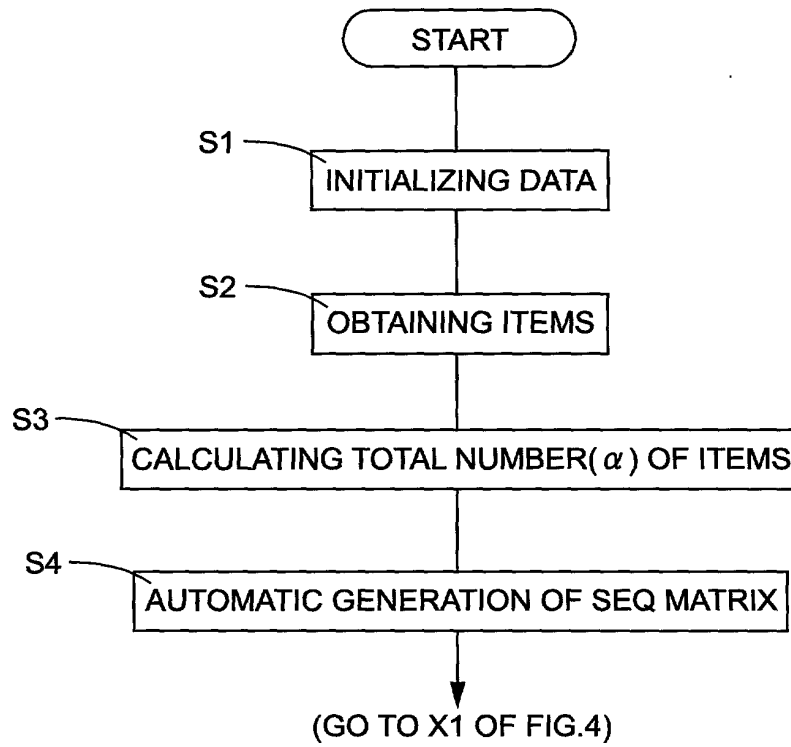 START
S1
INITIALIZING DATA
S2
OBTAINING ITEMS
S3
CALCULATING TOTAL NUMBER(α) OF ITEMS
S4
AUTOMATIC GENERATION OF SEQ MATRIX
(GO TO X1 OF FIG.4)